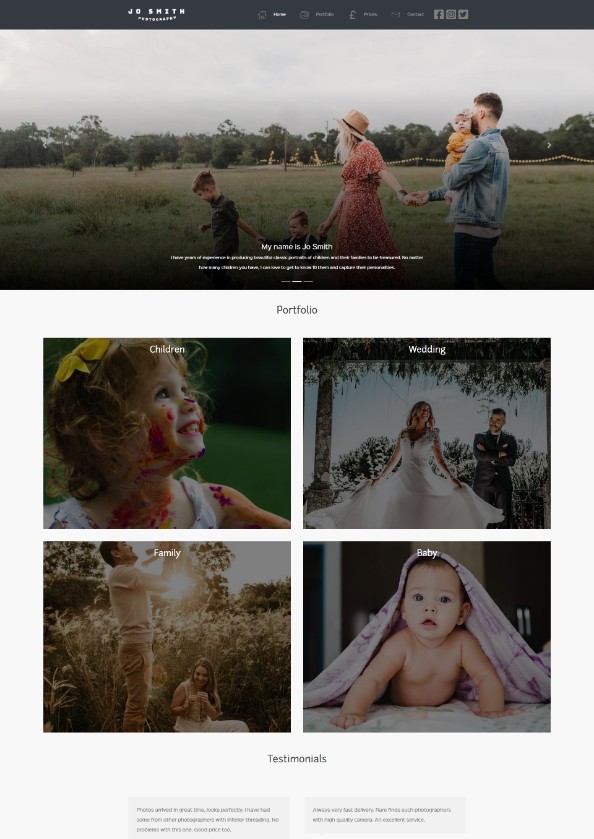 JO SMITH
PHOTOGRAPHY
Home
Portfolio
Prices
Contact
My name is Jo Smith
I have years of experience in producing beautiful classic portraits of children and their families to be treasured. No matter
how many children you have, I can love to get to know to them and capture their personalities.
Portfolio
Children
Wedding
Family
Baby
Testimonials
Photos arrived in great time, looks perfectly. I have had
some from other photographers with inferior threading. No
problems with this one. Good price too.
Always very fast delivery. Rare finds such photographers
with high quality camera. An excellent service.